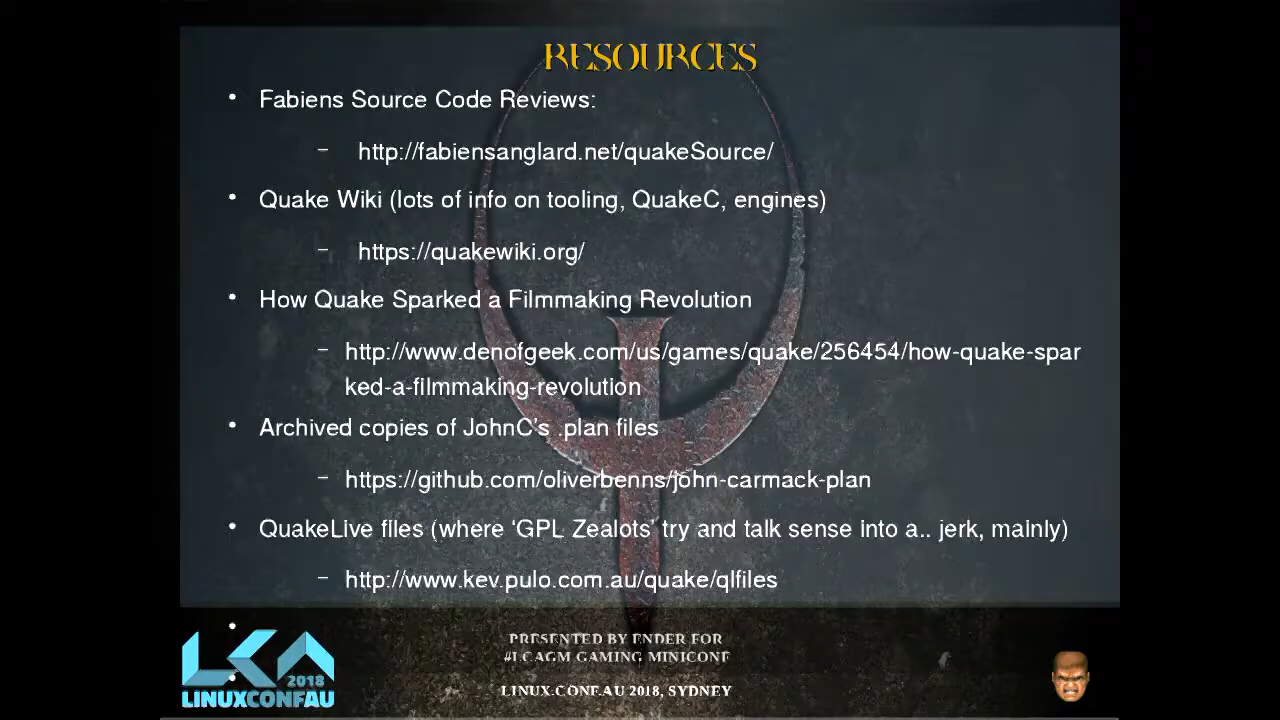 RESOURCES
• Fabiens Source Code Reviews:
– http://fabiensanglard.net/quakeSource/
• Quake Wiki (lots of info on tooling, QuakeC, engines)
– https://quakewiki.org/
• How Quake Sparked a Filmmaking Revolution
– http://www.denofgeek.com/us/games/quake/256454/how-quake-spar
ked-a-filmmaking-revolution
• Archived copies of JohnC’s .plan files
– https://github.com/oliverbenns/john-carmack-plan
• QuakeLive files (where ‘GPL Zealots’ try and talk sense into a.. jerk, mainly)
– http://www.kev.pulo.com.au/quake/qlfiles
LCA
2018
LINUXCONFAU
PRESENTED BY ENDER FOR
#LCAGM GAMING MINICONF
LINUX.CONF.AU 2018, SYDNEY